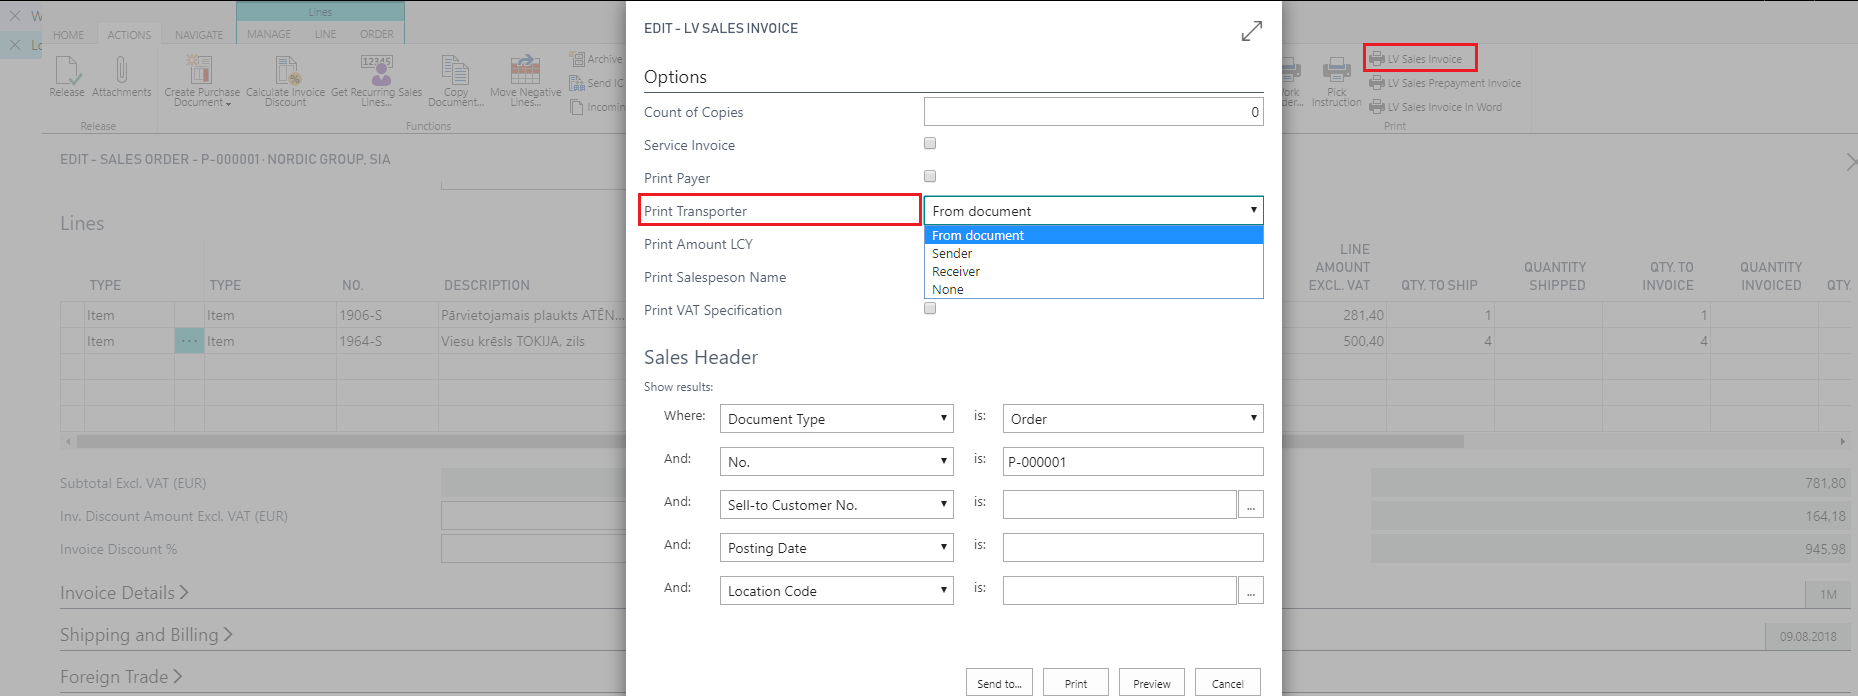 W
Lo
Lines
HOME
ACTIONS
NAVIGATE
MANAGE
LINE
ORDER
Release
Attachments
Release
Create Purchase
Document
Calculate Invoice
Discount
12345
Get Recurring Sales
Lines...
Copy
Document...
Move Negative
Lines...
Archive
Send IC
Incomin
Functions
Pick
Instruction
LV Sales Invoice
LV Sales Prepayment Invoice
LV Sales Invoice In Word
Print
EDIT - SALES ORDER - P-000001 · NORDIC GROUP, SIA
Lines
TYPE TYPE NO. DESCRIPTION
LINE
AMOUNT
EXCL. VAT
QTY. TO SHIP
QUANTITY
SHIPPED
QTY. TO
INVOICE
QUANTITY
INVOICED
QTY.
Item Item 1906-S Pārvietojamais plaukts ATĒN... 281,40 1 1
Item ... Item 1964-S Viesu krēsls TOKIJA, zils 500,40 4 4
Subtotal Excl. VAT (EUR) 781,80
Inv. Discount Amount Excl. VAT (EUR) 164,18
Invoice Discount % 945,98
Invoice Details 1M
Shipping and Billing 09.08.2018
Foreign Trade
EDIT - LV SALES INVOICE
Options
Count of Copies 0
Service Invoice
Print Payer
Print Transporter From document
From document
Sender
Receiver
None
Print Amount LCY
Print Salespeson Name
Print VAT Specification
Sales Header
Show results:
Where: Document Type is: Order
And: No. is: P-000001
And: Sell-to Customer No. is: ...
And: Posting Date is:
And: Location Code is: ...
Send to... Print Preview Cancel